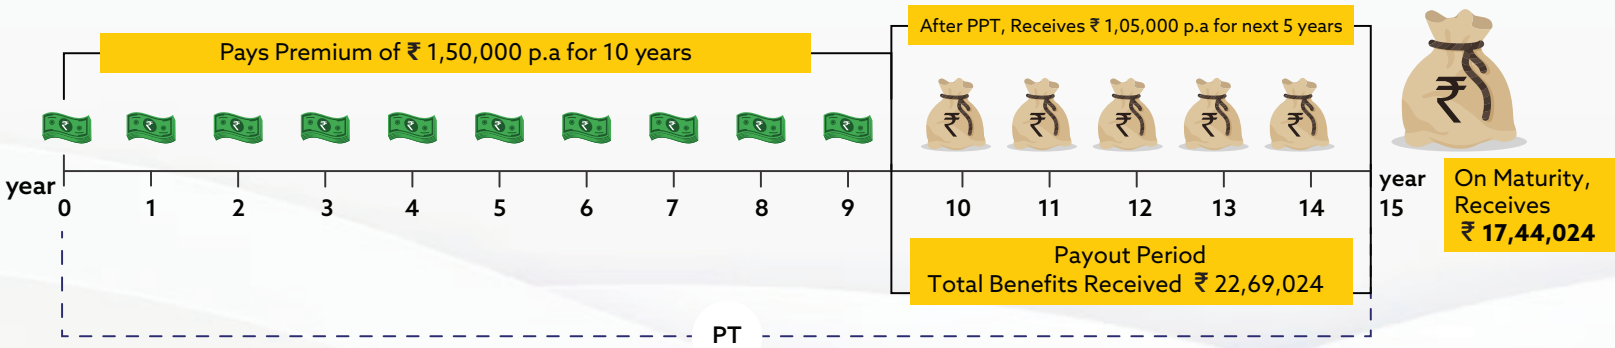 Pays Premium of ₹ 1,50,000 p.a for 10 years
After PPT, Receives ₹ 1,05,000 p.a for next 5 years
₹ ₹ ₹ ₹ ₹ ₹ ₹ ₹ ₹ ₹ ₹ ₹ ₹ ₹ ₹
₹
year 0 1 2 3 4 5 6 7 8 9 10 11 12 13 14
year
15
On Maturity,
Receives
₹ 17,44,024
Payout Period
Total Benefits Received ₹ 22,69,024
PT